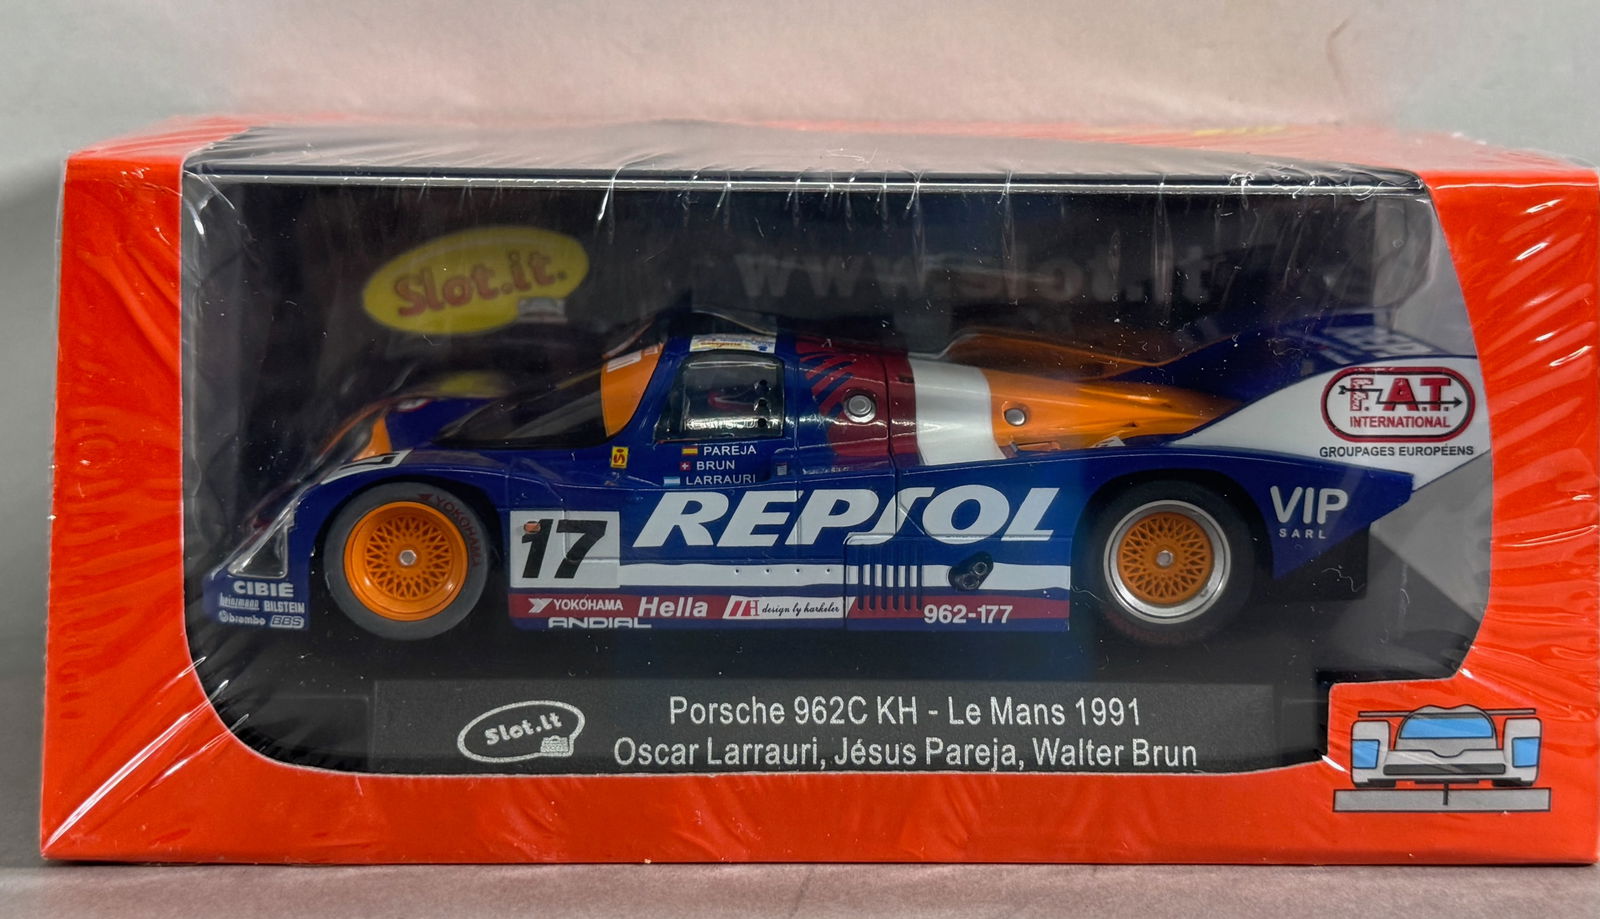 Slot.it.
www.slot.it
PAREJA
BRUN
LARRAURI
REPSOL
17
YOKOHAMA
CIBIÉ
heinzmann BILSTEIN
brembo BBS
YOKOHAMA Hella design by harkeler
ANDIAL
962-177
F.A.T.
INTERNATIONAL
GROUPAGES EUROPÉENS
VIP
SARL
Slot.it
Porsche 962C KH - Le Mans 1991
Oscar Larrauri, Jésus Pareja, Walter Brun